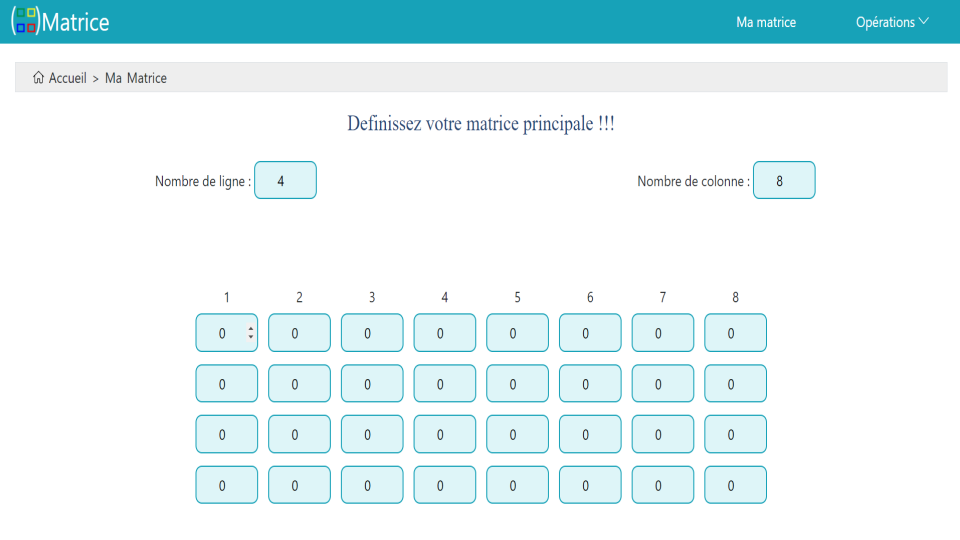 Matrice Ma matrice Opérations
Accueil > Ma Matrice
Definissez votre matrice principale !!!
Nombre de ligne : 4 Nombre de colonne : 8
1 2 3 4 5 6 7 8
0 0 0 0 0 0 0 0
0 0 0 0 0 0 0 0
0 0 0 0 0 0 0 0
0 0 0 0 0 0 0 0